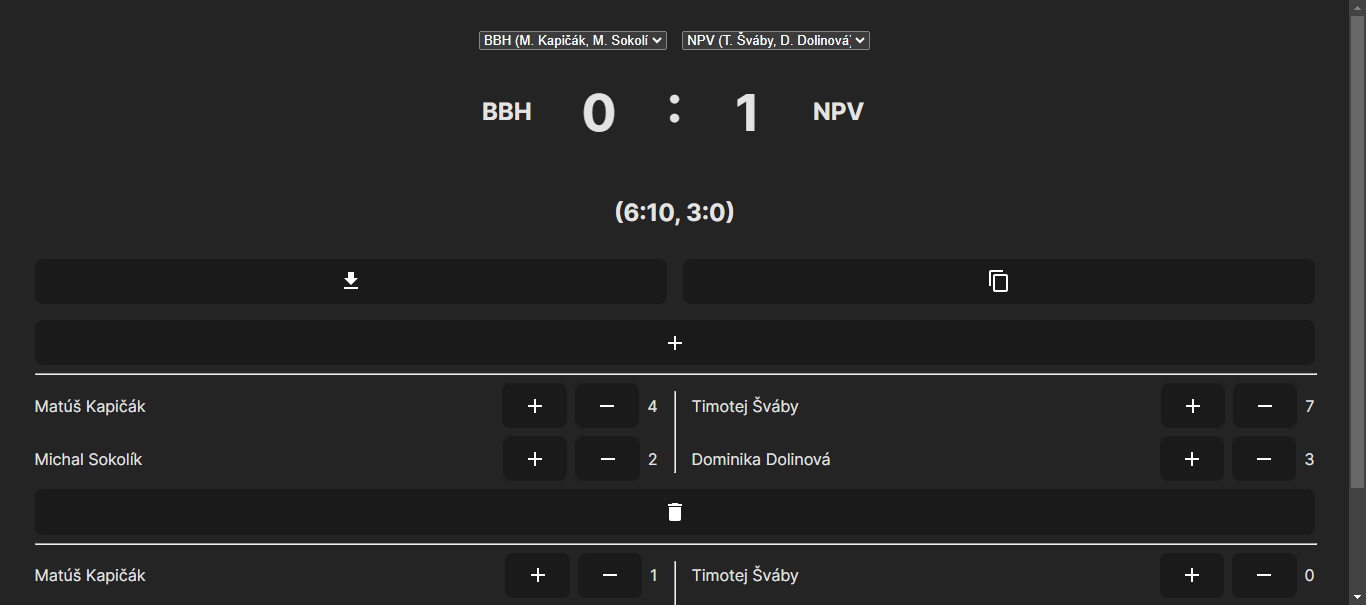 BBH (M. Kapičák, M. Sokolí NPV (T. Šváby, D. Dolinová)
BBH 0 : 1 NPV
(6:10, 3:0)
Matúš Kapičák + − 4 Timotej Šváby + − 7
Michal Sokolík + − 2 Dominika Dolinová + − 3
Matúš Kapičák + − 1 Timotej Šváby + − 0